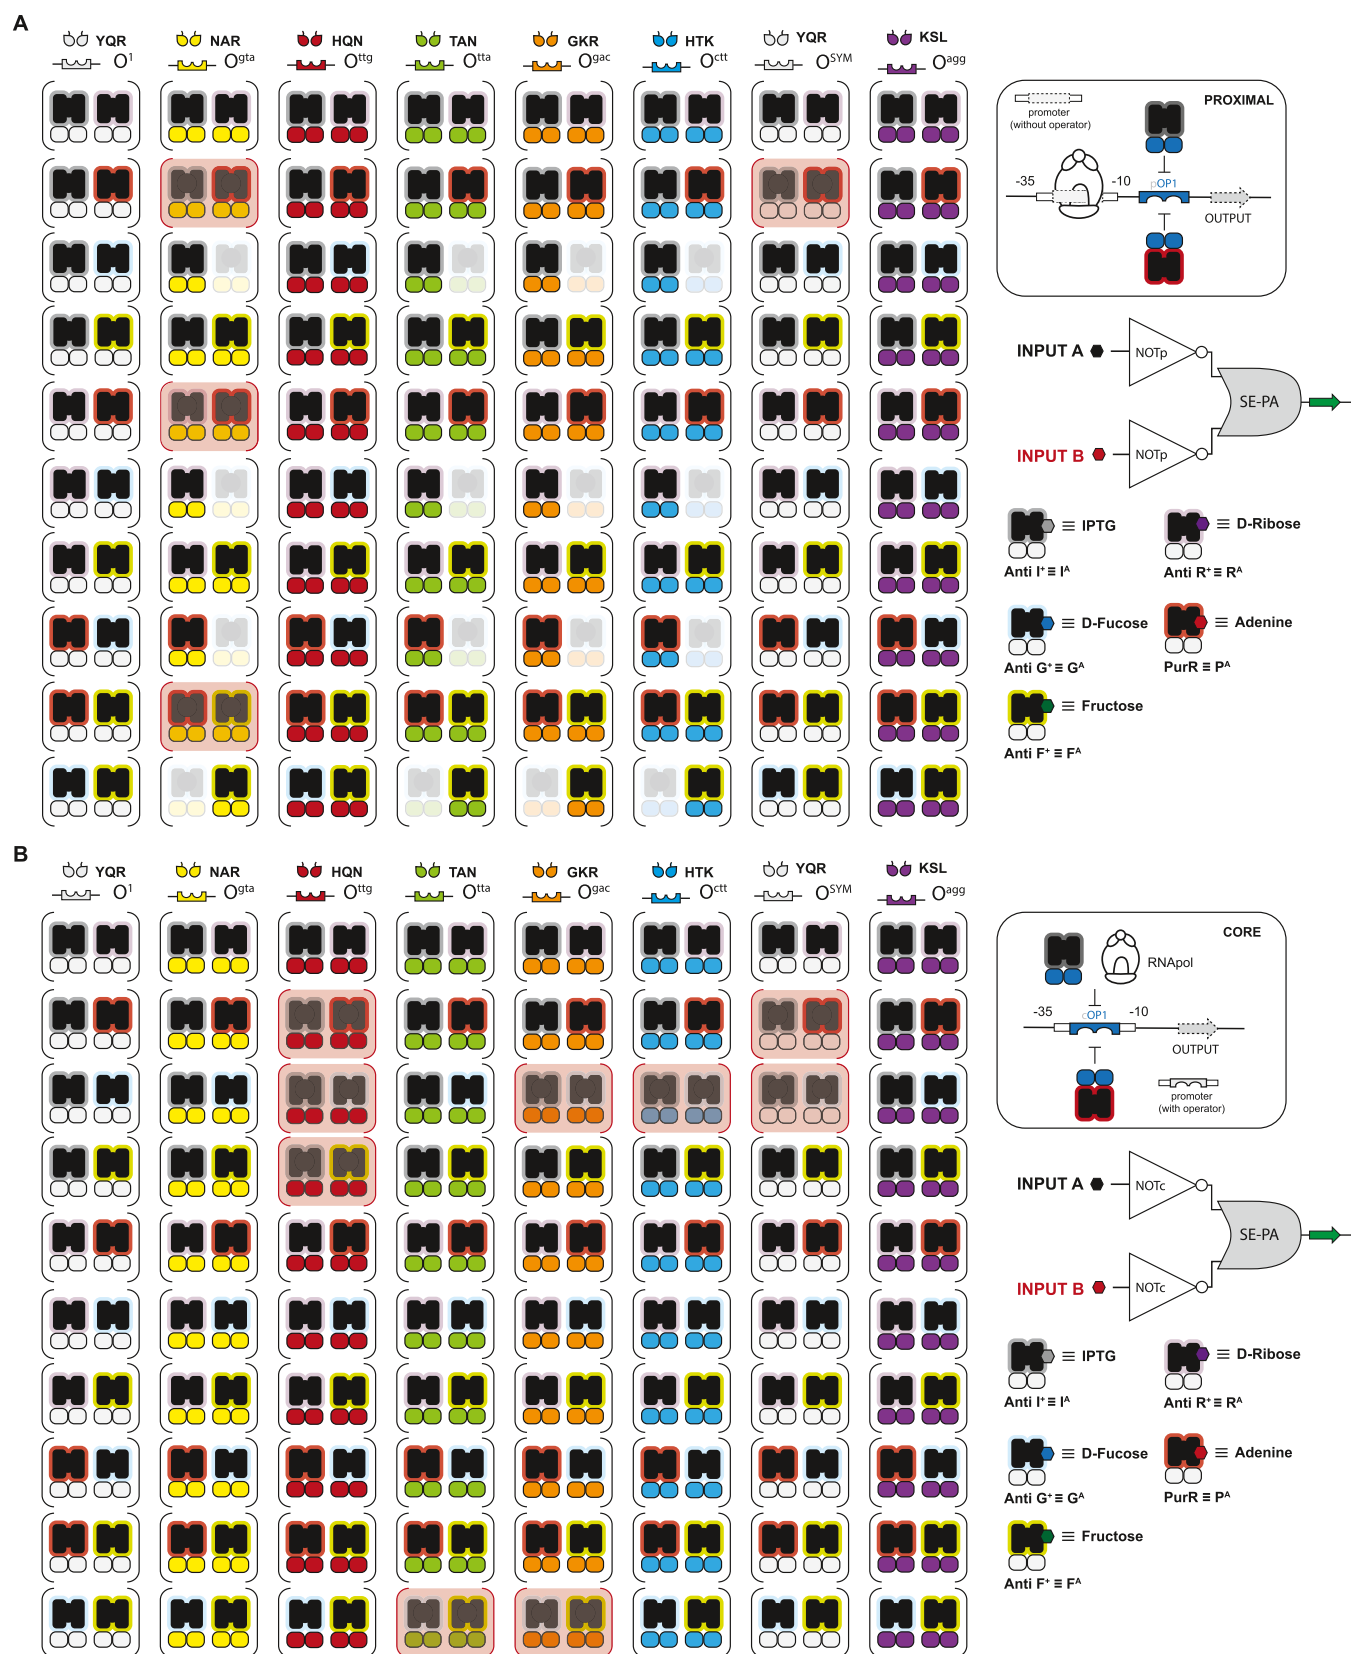 A
YQR NAR HQN TAN GKR HTK YQR KSL
O¹ Oᵍᵗᵃ Oᵗᵗᵍ Oᵗᵗᵃ Oᵍᵃᶜ Oᶜᵗᵗ Oˢʸᴹ Oᵃᵍᵍ
PROXIMAL
promoter
(without operator)
-35 -10 pOP1
OUTPUT
INPUT A NOTp
SE-PA
INPUT B NOTp
≡ IPTG ≡ D-Ribose
Anti I⁺ ≡ Iᴬ Anti R⁺ ≡ Rᴬ
≡ D-Fucose ≡ Adenine
Anti G⁺ ≡ Gᴬ PurR ≡ Pᴬ
≡ Fructose
Anti F⁺ ≡ Fᴬ
B
YQR NAR HQN TAN GKR HTK YQR KSL
O¹ Oᵍᵗᵃ Oᵗᵗᵍ Oᵗᵗᵃ Oᵍᵃᶜ Oᶜᵗᵗ Oˢʸᴹ Oᵃᵍᵍ
CORE
RNApol
-35 cOP1 -10
OUTPUT
promoter
(with operator)
INPUT A NOTc
SE-PA
INPUT B NOTc
≡ IPTG ≡ D-Ribose
Anti I⁺ ≡ Iᴬ Anti R⁺ ≡ Rᴬ
≡ D-Fucose ≡ Adenine
Anti G⁺ ≡ Gᴬ PurR ≡ Pᴬ
≡ Fructose
Anti F⁺ ≡ Fᴬ